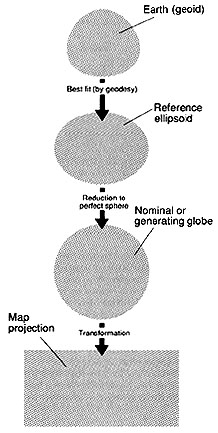 Earth (geoid)
Best fit (by geodesy)
Reference
ellipsoid
Reduction to
perfect sphere
Nominal or
generating globe
Transformation
Map
projection